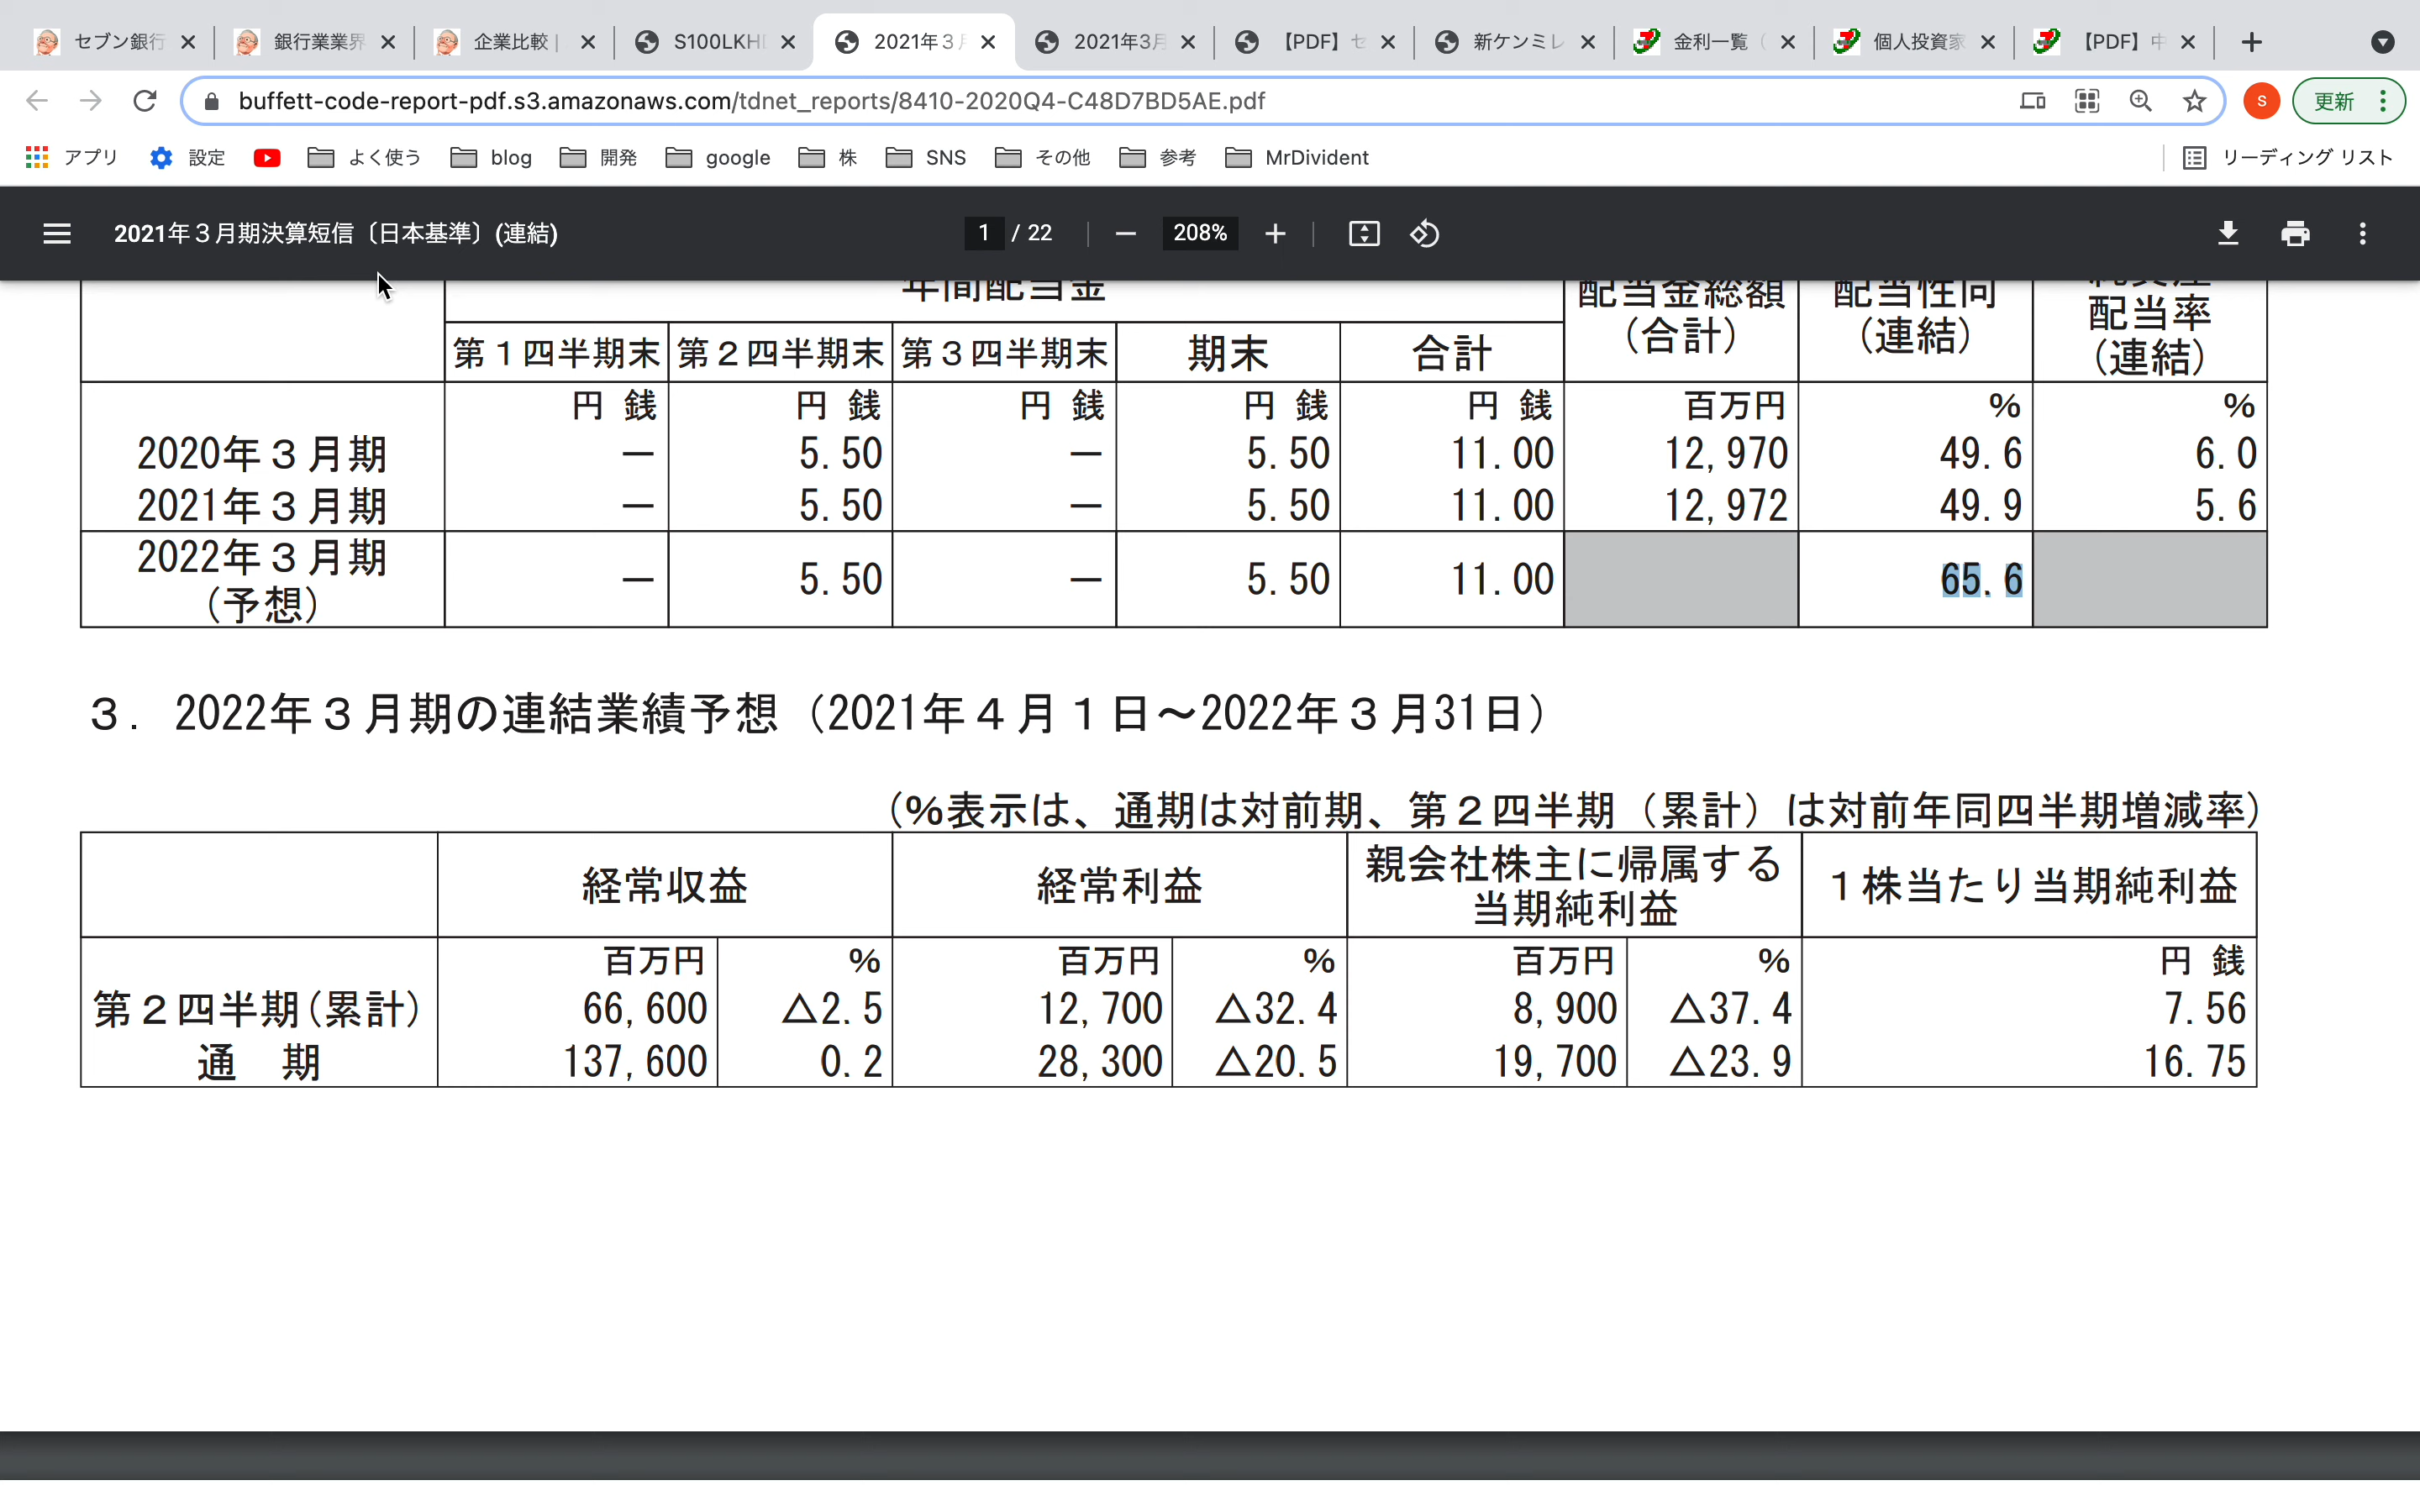 セブン銀行
銀行業業界
企業比較 |
S100LKH
2021年3月
2021年3月
【PDF】セ
新ケンミレ
金利一覧（
個人投資家
【PDF】中
buffett-code-report-pdf.s3.amazonaws.com/tdnet_reports/8410-2020Q4-C48D7BD5AE.pdf
S
更新
アプリ 設定 よく使う blog 開発 google 株 SNS その他 参考 MrDivident リーディング リスト
2021年３月期決算短信〔日本基準〕(連結)
1 / 22
208%
年間配当金 配当金総額（合計） 配当性向（連結） 配当率（連結）
第１四半期末 第２四半期末 第３四半期末 期末 合計
円 銭 円 銭 円 銭 円 銭 円 銭 百万円 % %
2020年３月期 － 5.50 － 5.50 11.00 12,970 49.6 6.0
2021年３月期 － 5.50 － 5.50 11.00 12,972 49.9 5.6
2022年３月期（予想） － 5.50 － 5.50 11.00 65.6
３．2022年３月期の連結業績予想（2021年４月１日～2022年３月31日）
（％表示は、通期は対前期、第２四半期（累計）は対前年同四半期増減率）
経常収益 経常利益 親会社株主に帰属する当期純利益 １株当たり当期純利益
百万円 % 百万円 % 百万円 % 円 銭
第２四半期(累計) 66,600 △2.5 12,700 △32.4 8,900 △37.4 7.56
通　期 137,600 0.2 28,300 △20.5 19,700 △23.9 16.75